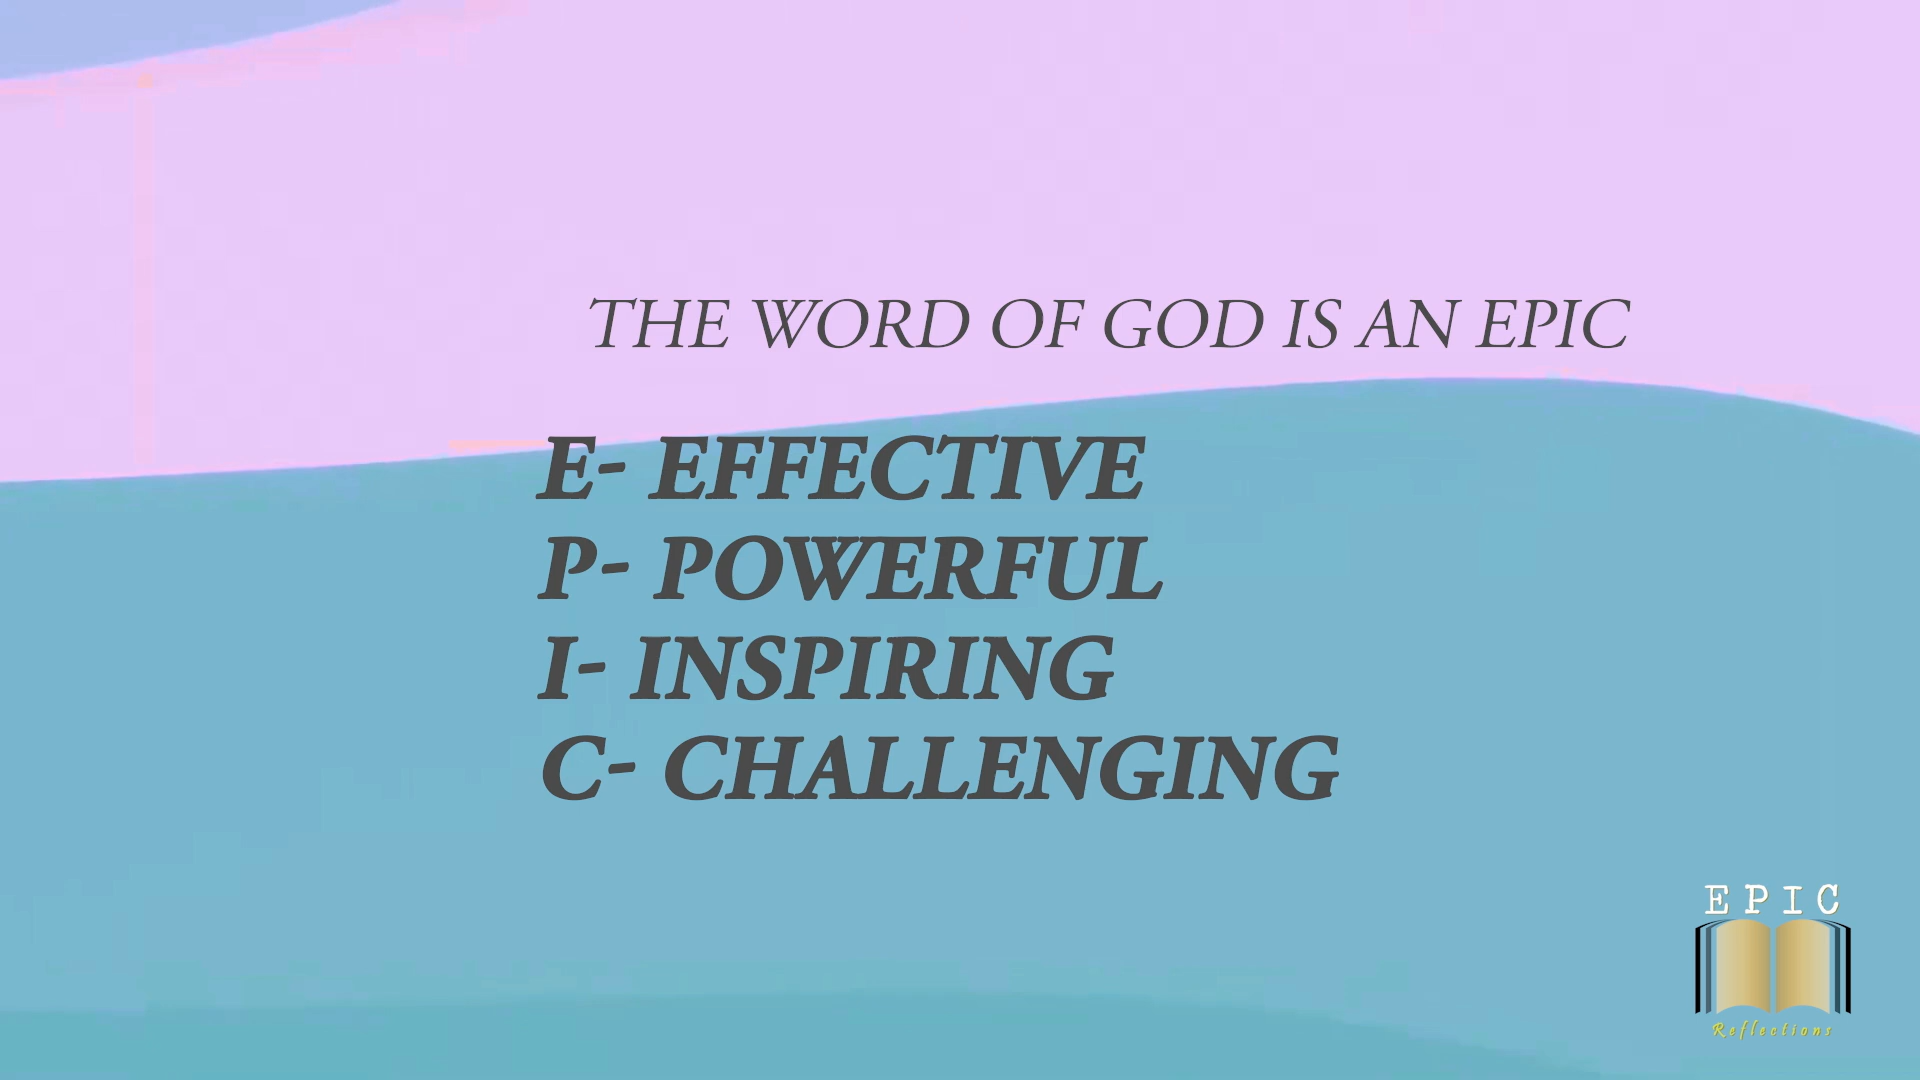 THE WORD OF GOD IS AN EPIC
E- EFFECTIVE
P- POWERFUL
I- INSPIRING
C- CHALLENGING
EPIC
Reflections